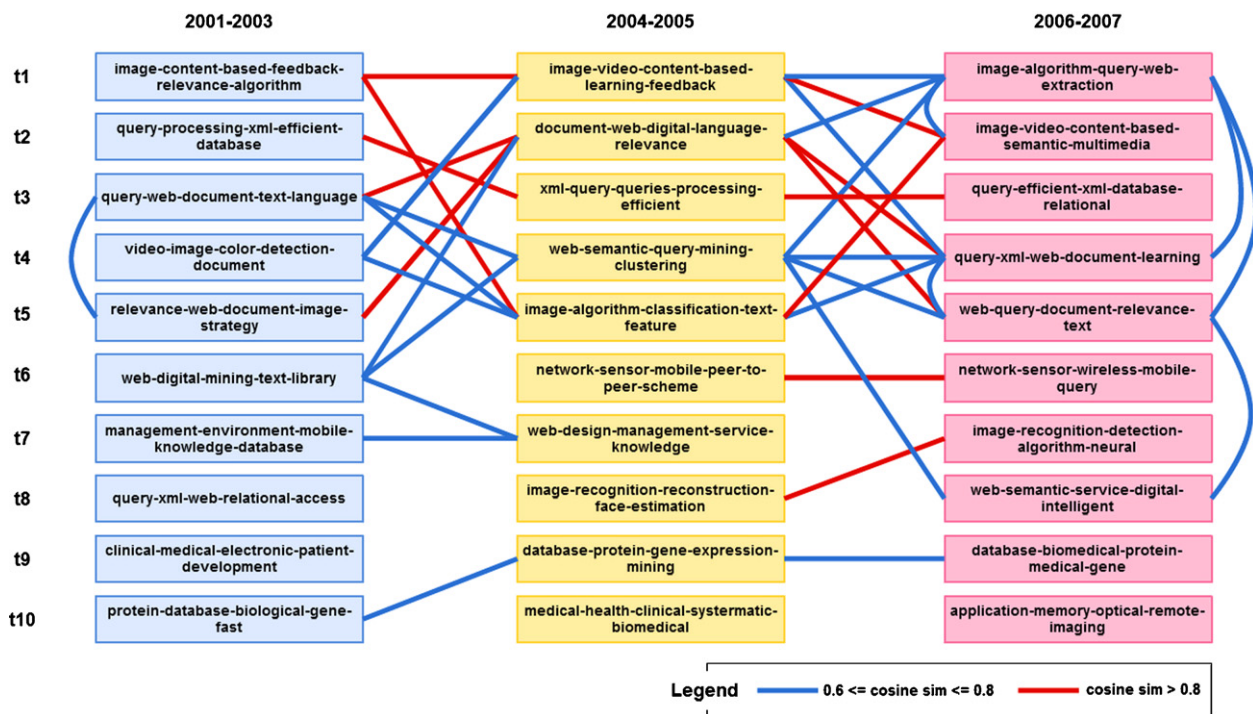 2001-2003 2004-2005 2006-2007
t1
image-content-based-feedback-
relevance-algorithm
image-video-content-based-
learning-feedback
image-algorithm-query-web-
extraction
t2
query-processing-xml-efficient-
database
document-web-digital-language-
relevance
image-video-content-based-
semantic-multimedia
t3
query-web-document-text-language
xml-query-queries-processing-
efficient
query-efficient-xml-database-
relational
t4
video-image-color-detection-
document
web-semantic-query-mining-
clustering
query-xml-web-document-learning
t5
relevance-web-document-image-
strategy
image-algorithm-classification-text-
feature
web-query-document-relevance-
text
t6
web-digital-mining-text-library
network-sensor-mobile-peer-to-
peer-scheme
network-sensor-wireless-mobile-
query
t7
management-environment-mobile-
knowledge-database
web-design-management-service-
knowledge
image-recognition-detection-
algorithm-neural
t8
query-xml-web-relational-access
image-recognition-reconstruction-
face-estimation
web-semantic-service-digital-
intelligent
t9
clinical-medical-electronic-patient-
development
database-protein-gene-expression-
mining
database-biomedical-protein-
medical-gene
t10
protein-database-biological-gene-
fast
medical-health-clinical-systermatic-
biomedical
application-memory-optical-remote-
imaging
Legend 0.6 <= cosine sim <= 0.8 cosine sim > 0.8